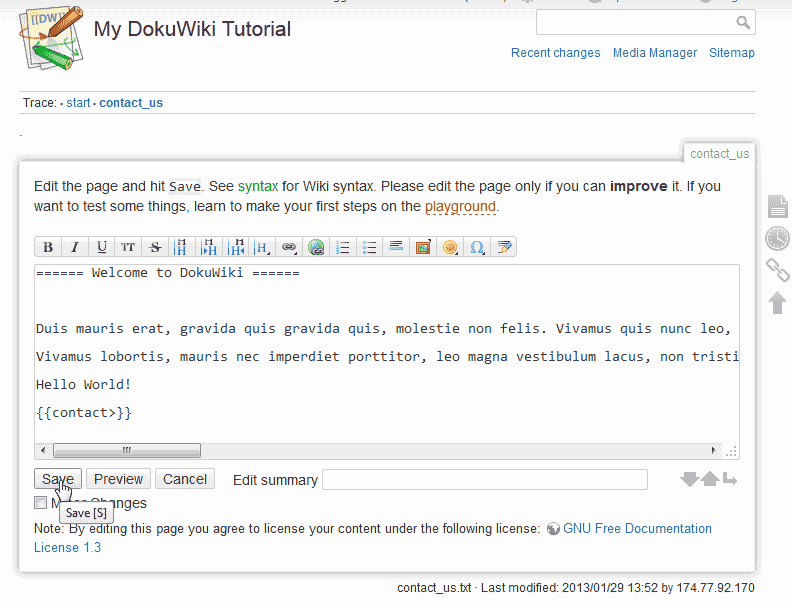 [[DW]]
My DokuWiki Tutorial
Recent changes Media Manager Sitemap
Trace: • start • contact_us
.
contact_us
Edit the page and hit Save. See syntax for Wiki syntax. Please edit the page only if you can improve it. If you
want to test some things, learn to make your first steps on the playground.
B I U TT S H H H H
====== Welcome to DokuWiki ======
Duis mauris erat, gravida quis gravida quis, molestie non felis. Vivamus quis nunc leo,
Vivamus lobortis, mauris nec imperdiet porttitor, leo magna vestibulum lacus, non tristi
Hello World!
{{contact>}}
Save Preview Cancel Edit summary
Changes
Save [S]
Note: By editing this page you agree to license your content under the following license: GNU Free Documentation
License 1.3
contact_us.txt · Last modified: 2013/01/29 13:52 by 174.77.92.170